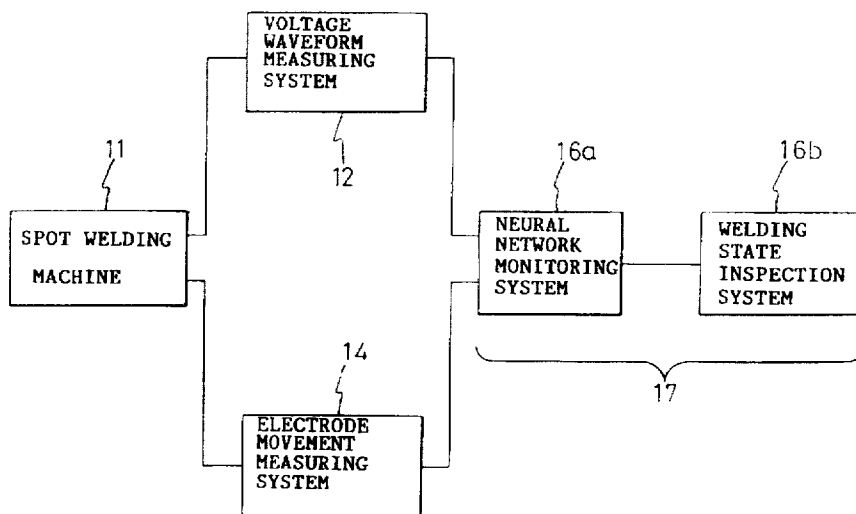 VOLTAGE
WAVEFORM
MEASURING
SYSTEM
12
11
SPOT WELDING
MACHINE
16a
NEURAL
NETWORK
MONITORING
SYSTEM
16b
WELDING
STATE
INSPECTION
SYSTEM
17
14
ELECTRODE
MOVEMENT
MEASURING
SYSTEM